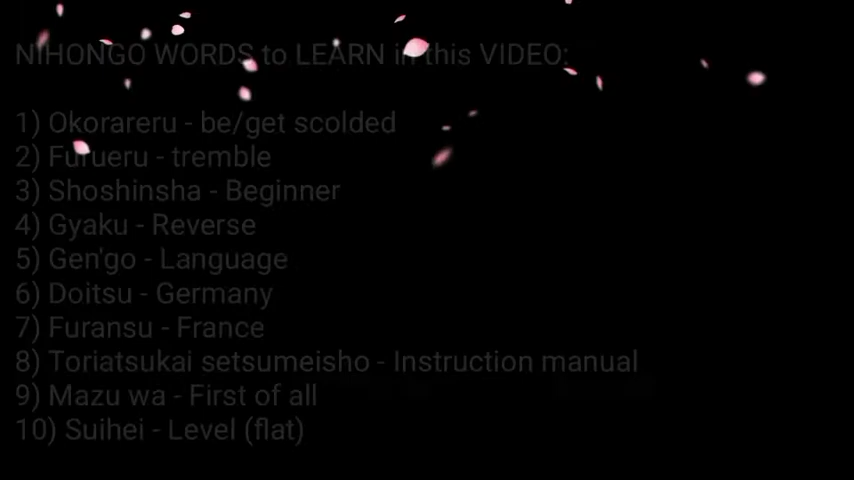 NIHONGO WORDS to LEARN in this VIDEO:
1) Okorareru - be/get scolded
2) Furueru - tremble
3) Shoshinsha - Beginner
4) Gyaku - Reverse
5) Gen'go - Language
6) Doitsu - Germany
7) Furansu - France
8) Toriatsukai setsumeisho - Instruction manual
9) Mazu wa - First of all
10) Suihei - Level (flat)